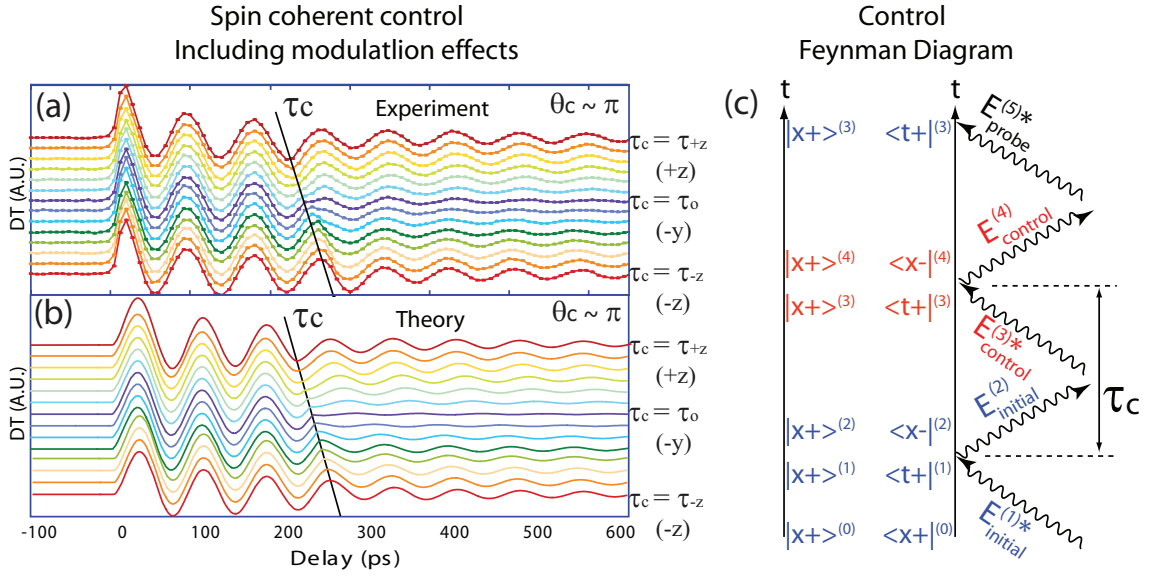 Spin coherent control
Including modulatlion effects
Control
Feynman Diagram
(a)
τc
Experiment
θc ~ π
DT (A.U.)
τc = τ+z
(+z)
τc = τo
(-y)
τc = τ-z
(-z)
(b)
τc
Theory
θc ~ π
DT (A.U.)
τc = τ+z
(+z)
τc = τo
(-y)
τc = τ-z
(-z)
-100 0 100 200 300 400 500 600
Delay (ps)
(c)
t
t
|x+>(3) <t+|(3)
E(5)* probe
E(4) control
|x+>(4) <x-|(4)
|x+>(3) <t+|(3)
E(3)* control
τc
E(2) initial
|x+>(2) <x-|(2)
|x+>(1) <t+|(1)
E(1)* initial
|x+>(0) <x+|(0)